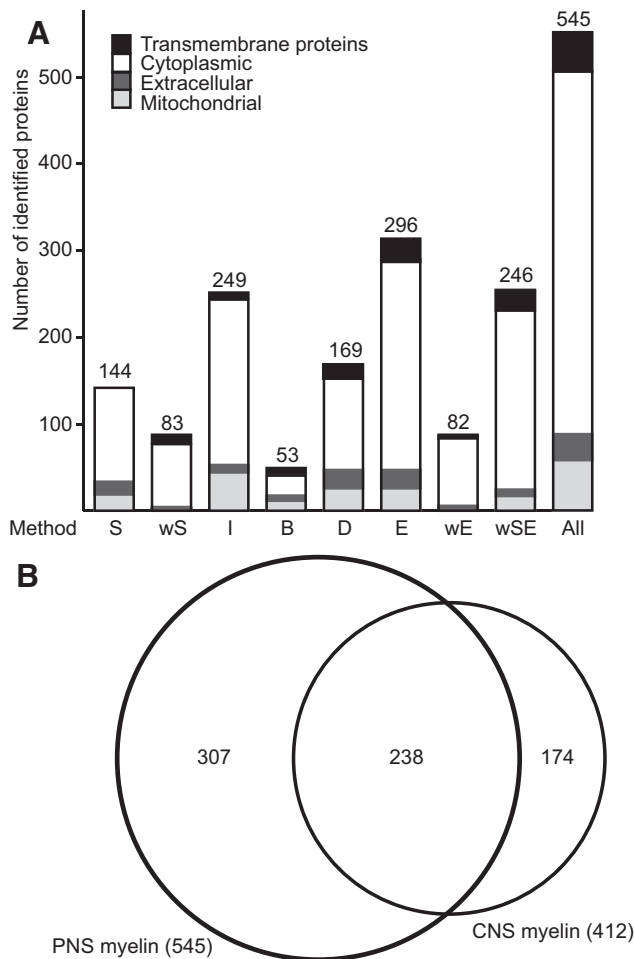 A
Transmembrane proteins
Cytoplasmic
Extracellular
Mitochondrial
Number of identified proteins
500
400
300
200
100
144
83
249
53
169
296
82
246
545
Method S wS I B D E wE wSE All
B
307 238 174
PNS myelin (545)
CNS myelin (412)